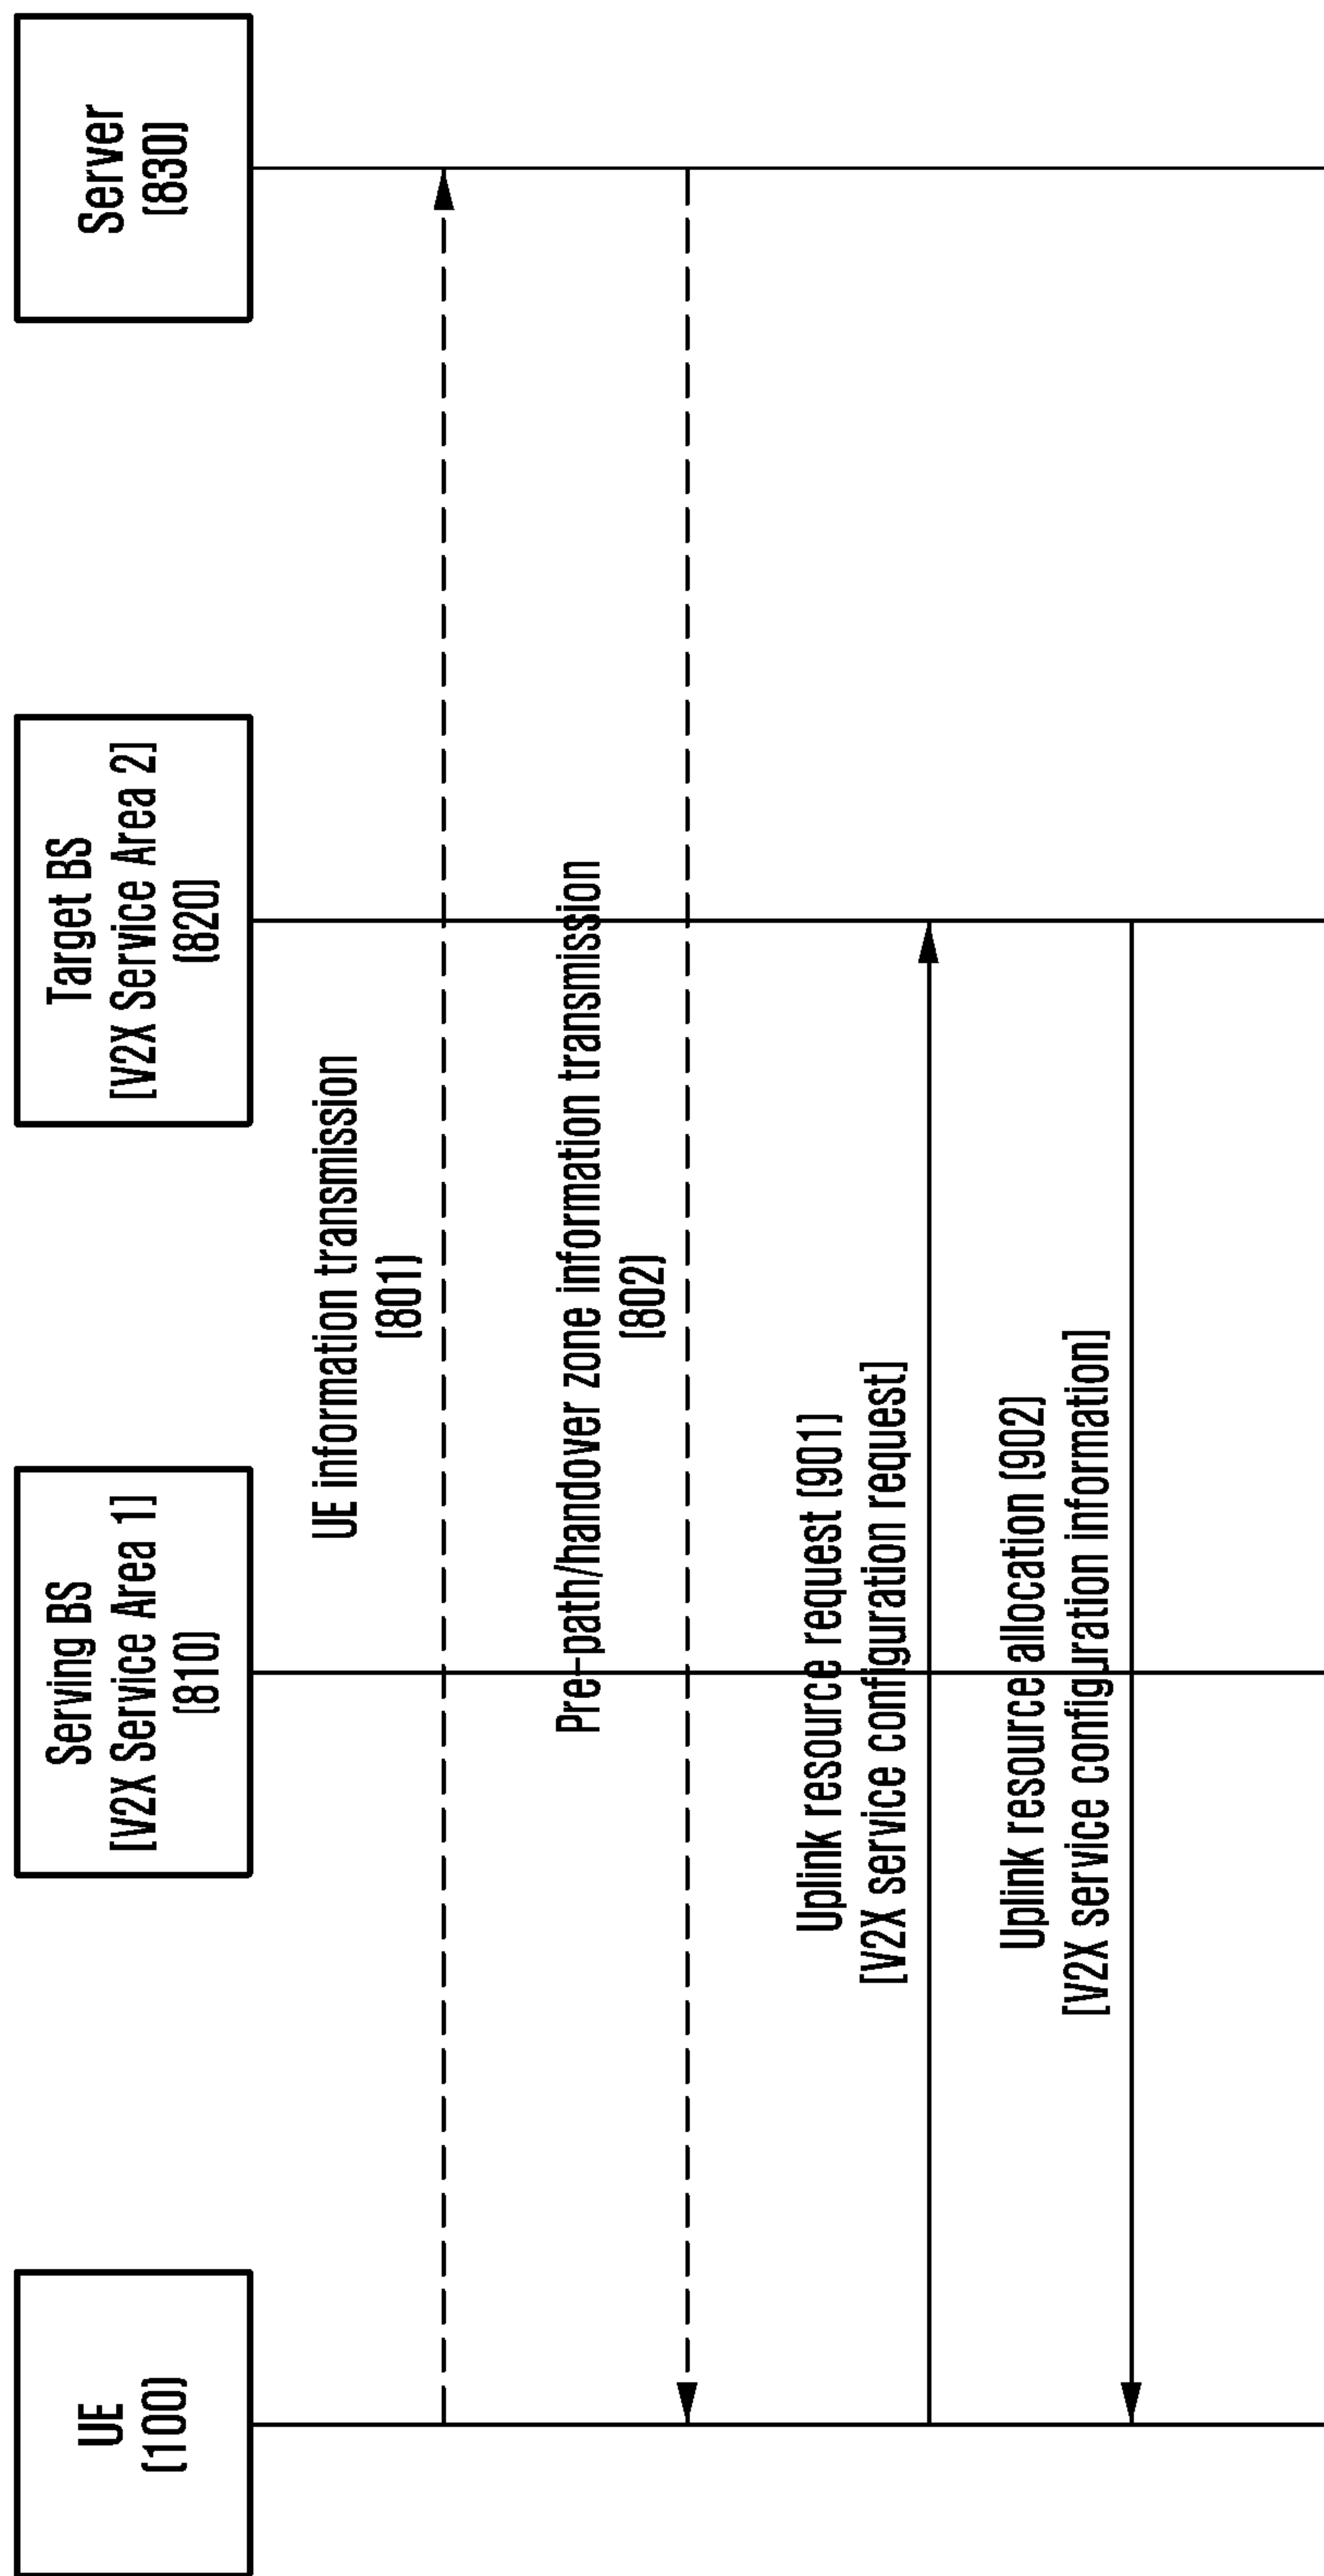 UE
(100)
Serving BS
[V2X Service Area 1]
(810)
Target BS
[V2X Service Area 2]
(820)
Server
(830)
UE information transmission
(801)
Pre-path/handover zone information transmission
(802)
Uplink resource request (901)
[V2X service configuration request]
Uplink resource allocation (902)
[V2X service configuration information]